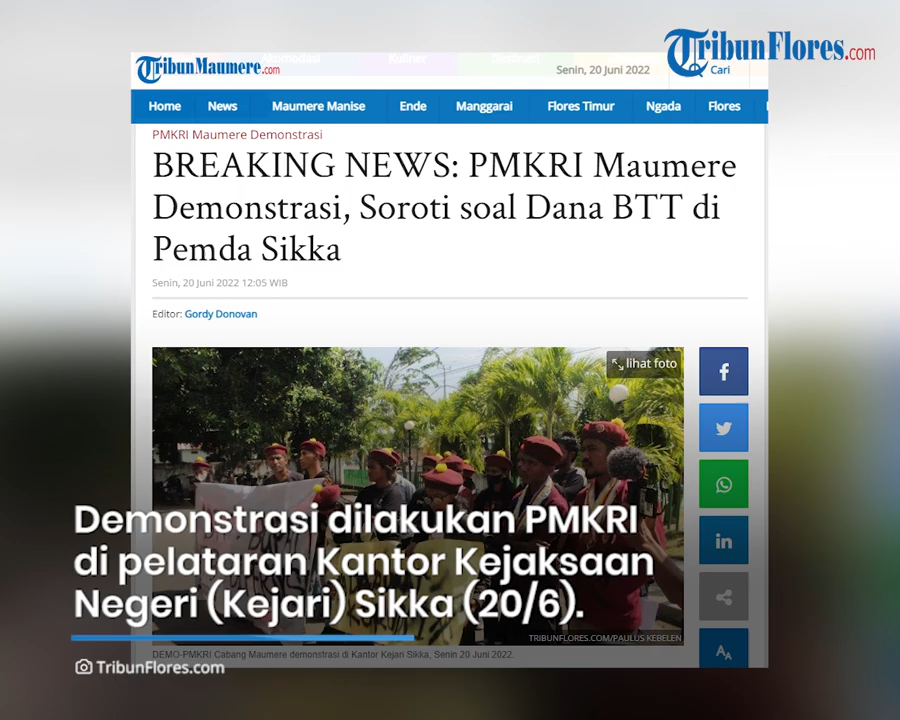 TribunFlores.com
TribunMaumere.com
Akomodasi Kuliner
Senin, 20 Juni 2022
Cari
Home News Maumere Manise Ende Manggarai Flores Timur Ngada Flores
PMKRI Maumere Demonstrasi
BREAKING NEWS: PMKRI Maumere
Demonstrasi, Soroti soal Dana BTT di
Pemda Sikka
Senin, 20 Juni 2022 12:05 WIB
Editor: Gordy Donovan
lihat foto
Demonstrasi dilakukan PMKRI
di pelataran Kantor Kejaksaan
Negeri (Kejari) Sikka (20/6).
TRIBUNFLORES.COM/PAULUS KEBELEN
DEMO-PMKRI Cabang Maumere demonstrasi di Kantor Kejari Sikka, Senin 20 Juni 2022.
TribunFlores.com